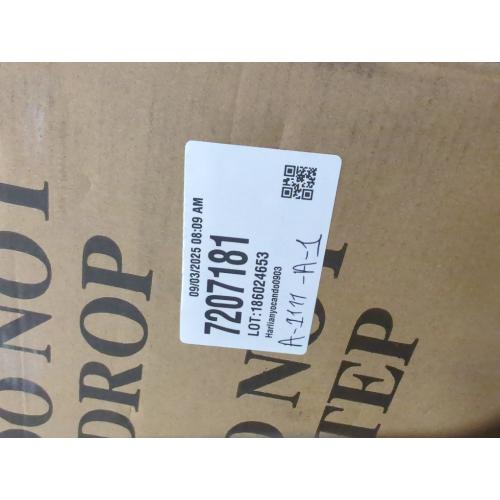 DO NOT
DROP
09/03/2025 08:09 AM
7207181
LOT:186024653
Harlianyocando0903
A-1111-A-1
DO NOT
STEP